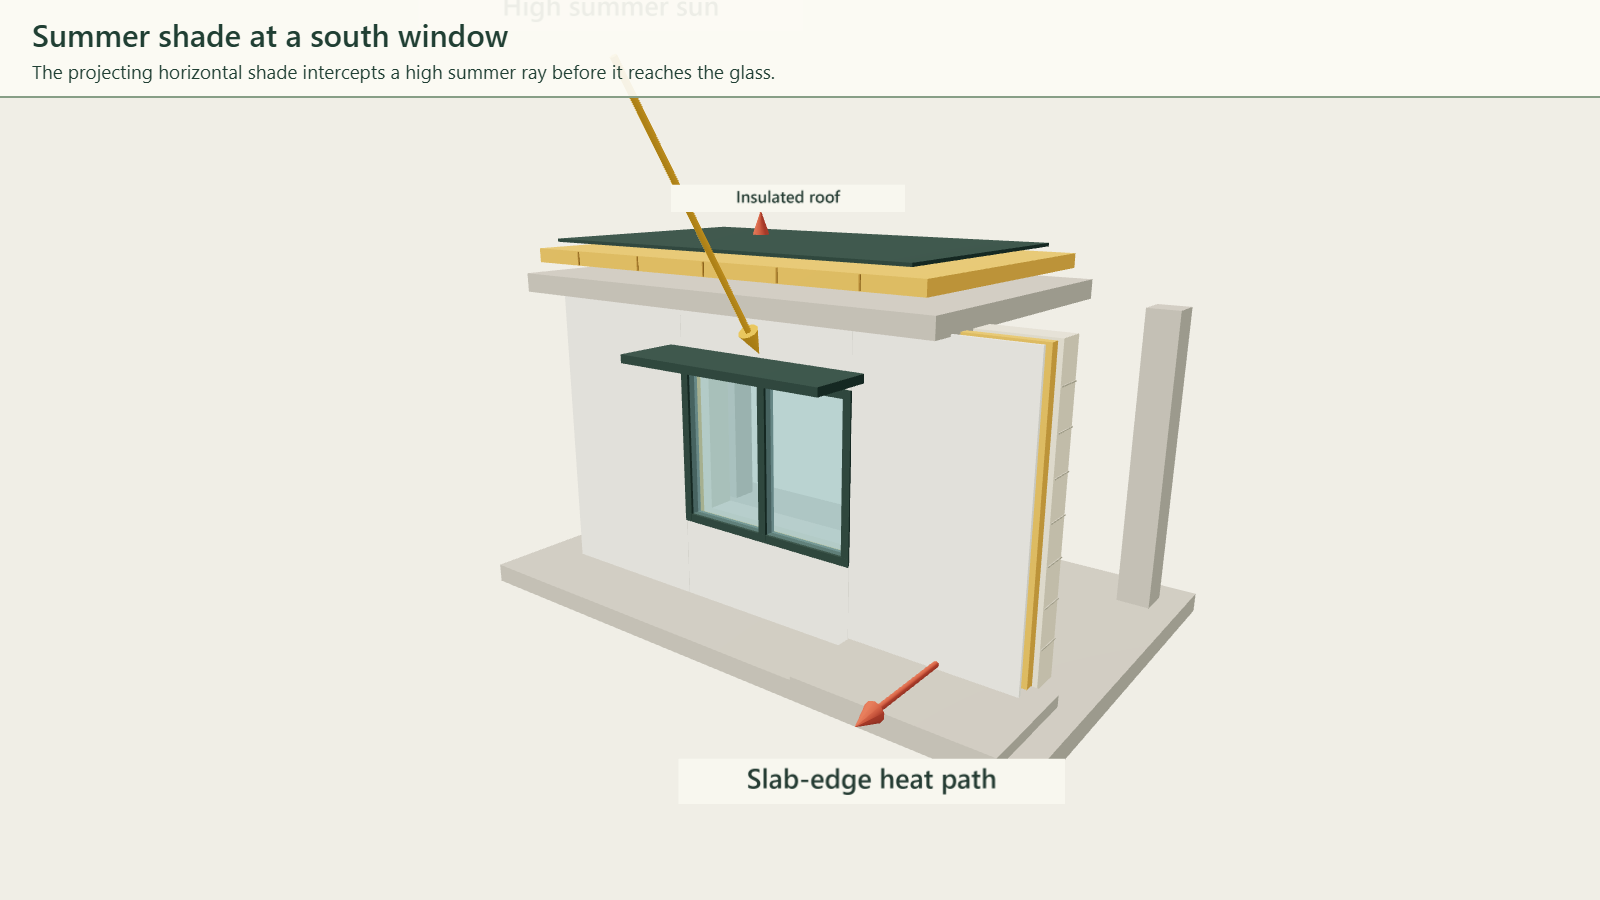 High summer sun
Summer shade at a south window
The projecting horizontal shade intercepts a high summer ray before it reaches the glass.
Insulated roof
Slab-edge heat path